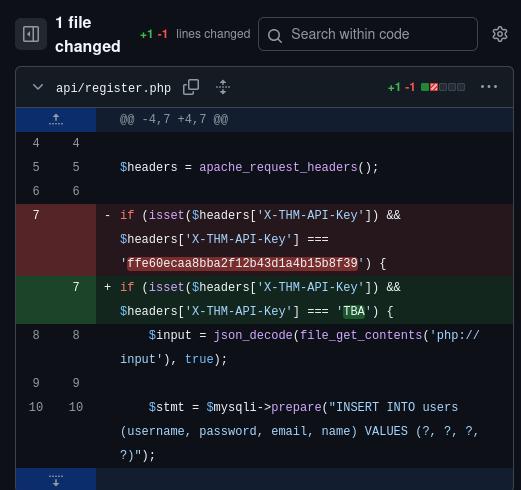 1 file
changed
+1 -1 lines changed
Search within code
api/register.php
+1 -1
@@ -4,7 +4,7 @@
4 4
5 5 $headers = apache_request_headers();
6 6
7 - if (isset($headers['X-THM-API-Key']) &&
$headers['X-THM-API-Key'] ===
'ffe60ecaa8bba2f12b43d1a4b15b8f39') {
7 + if (isset($headers['X-THM-API-Key']) &&
$headers['X-THM-API-Key'] === 'TBA') {
8 8 $input = json_decode(file_get_contents('php://
input'), true);
9 9
10 10 $stmt = $mysqli->prepare("INSERT INTO users
(username, password, email, name) VALUES (?, ?, ?,
?)");